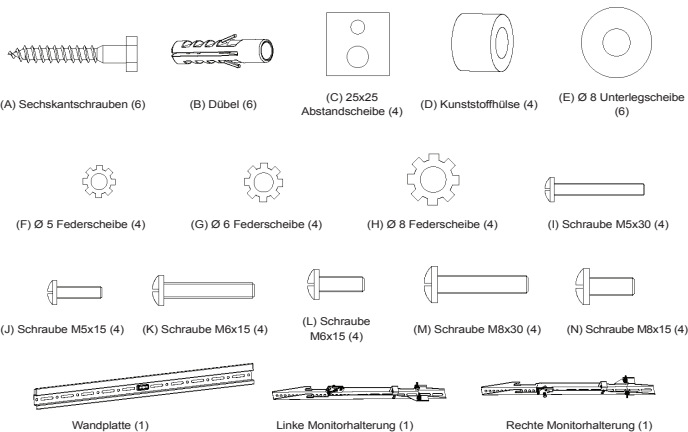 (A) Sechskantschrauben (6)
(B) Dübel (6)
(C) 25x25
Abstandscheibe (4)
(D) Kunststoffhülse (4)
(E) Ø 8 Unterlegscheibe
(6)
(F) Ø 5 Federscheibe (4)
(G) Ø 6 Federscheibe (4)
(H) Ø 8 Federscheibe (4)
(I) Schraube M5x30 (4)
(J) Schraube M5x15 (4)
(K) Schraube M6x15 (4)
(L) Schraube
M6x15 (4)
(M) Schraube M8x30 (4)
(N) Schraube M8x15 (4)
Wandplatte (1)
Linke Monitorhalterung (1)
Rechte Monitorhalterung (1)